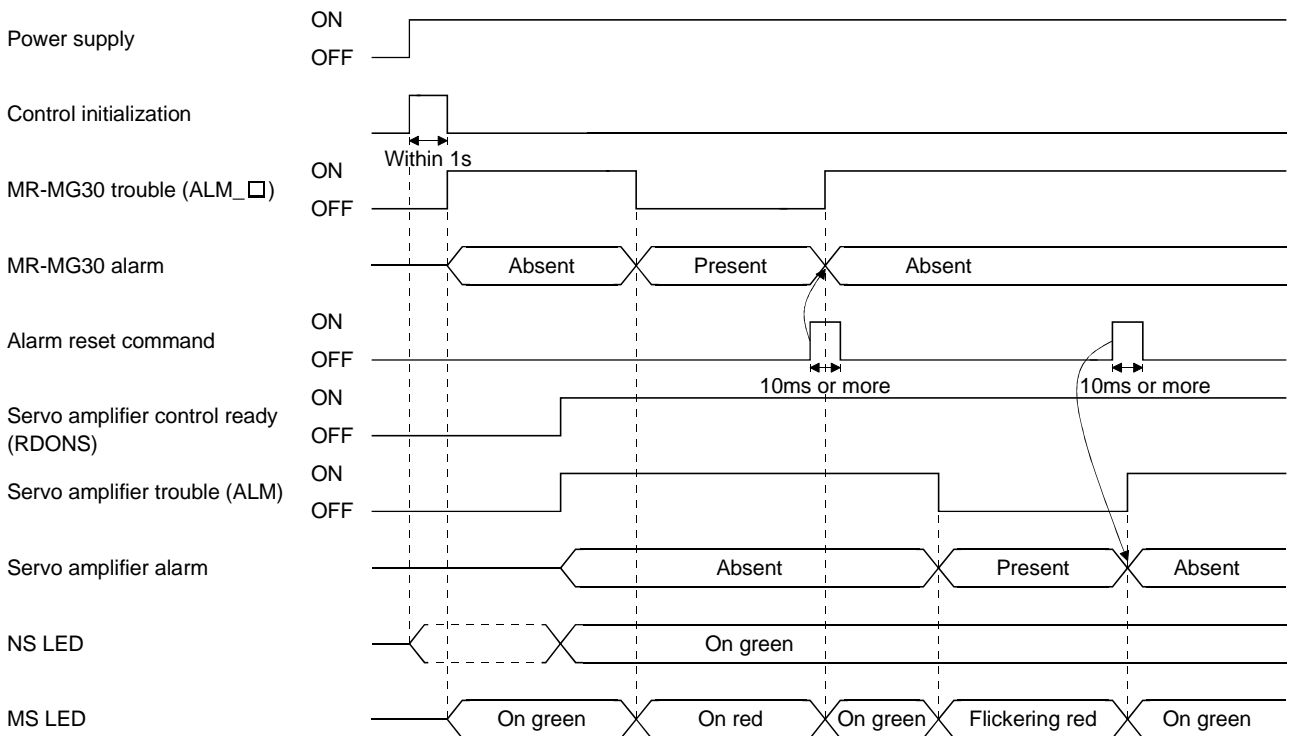 ON
Power supply
OFF
Control initialization
Within 1s
ON
MR-MG30 trouble (ALM_□)
OFF
MR-MG30 alarm
Absent Present Absent
ON
Alarm reset command
OFF
10ms or more 10ms or more
ON
Servo amplifier control ready
(RDONS)
OFF
ON
Servo amplifier trouble (ALM)
OFF
Servo amplifier alarm
Absent Present Absent
NS LED
On green
MS LED
On green On red On green Flickering red On green